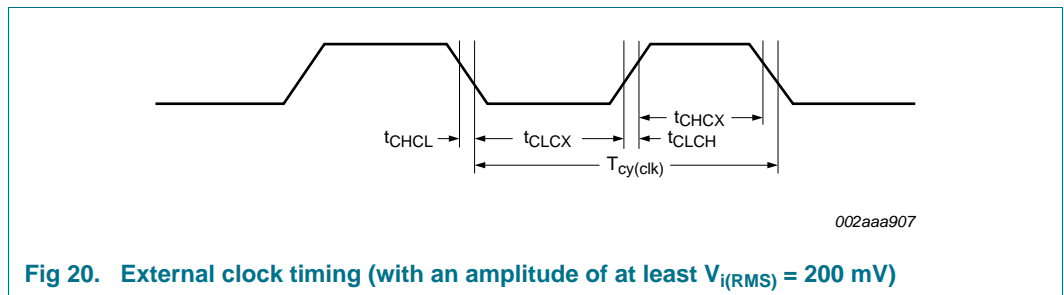 tCHCX
tCHCL tCLCX tCLCH
Tcy(clk)
002aaa907
Fig 20. External clock timing (with an amplitude of at least Vi(RMS) = 200 mV)